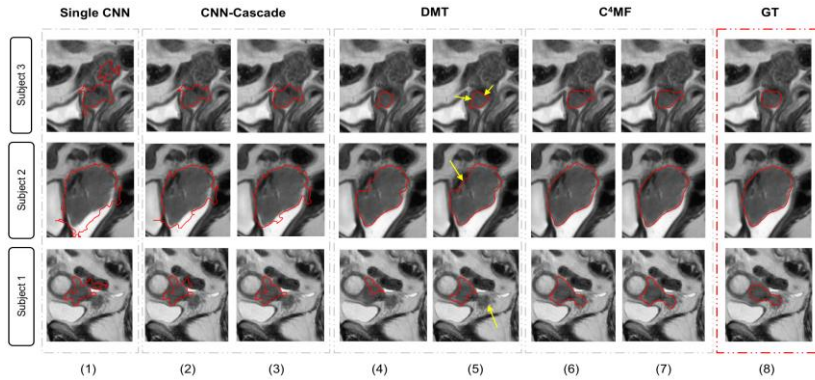 Single CNN CNN-Cascade DMT C⁴MF GT
Subject 3
Subject 2
Subject 1
(1) (2) (3) (4) (5) (6) (7) (8)